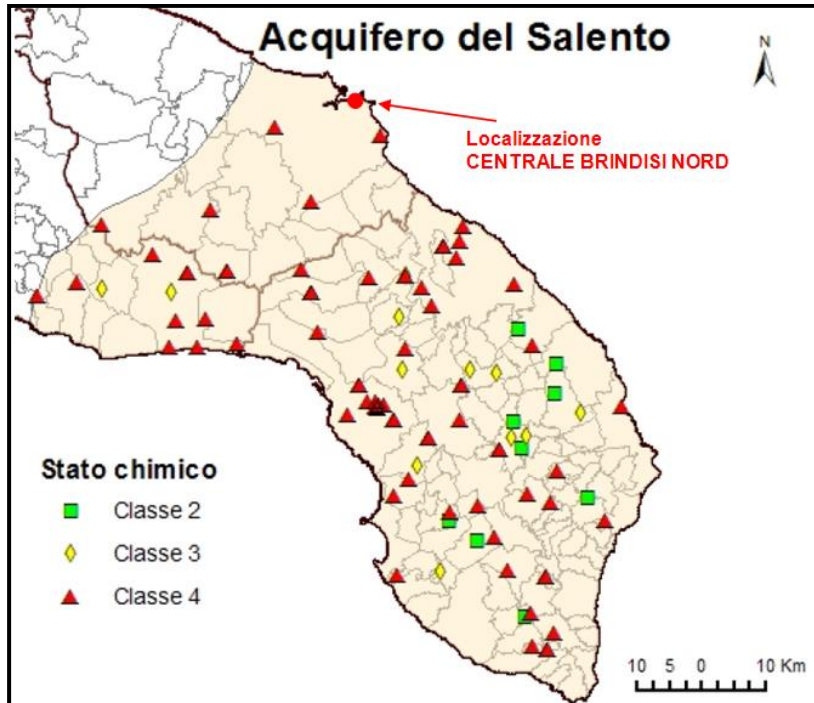 Acquifero del Salento
N
Localizzazione
CENTRALE BRINDISI NORD
Stato chimico
Classe 2
Classe 3
Classe 4
10 5 0 10 Km